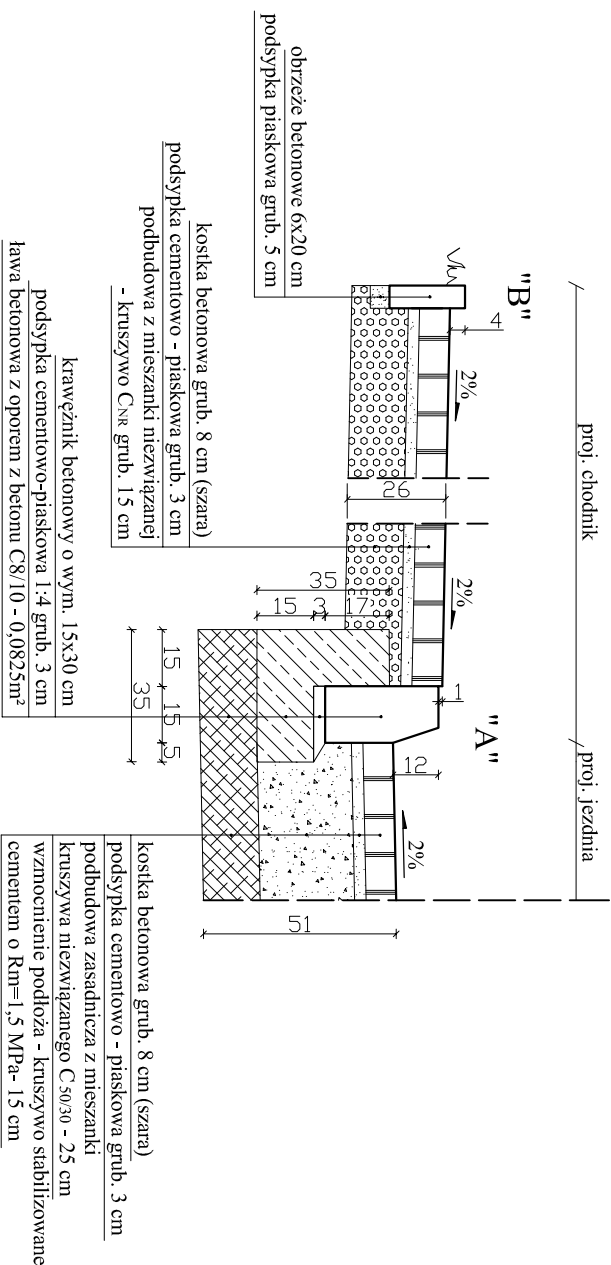 proj. chodnik
proj. jezdnia
"B"
"A"
4
2%
26
2%
1
12
2%
35
15
3
17
15
15
5
35
51
obrzeże betonowe 6x20 cm
podsypka piaskowa grub. 5 cm
kostka betonowa grub. 8 cm (szara)
podsypka cementowo - piaskowa grub. 3 cm
podbudowa z mieszanki niezwiązanej
- kruszywo CNR grub. 15 cm
krawężnik betonowy o wym. 15x30 cm
podsypka cementowo-piaskowa 1:4 grub. 3 cm
ława betonowa z oporem z betonu C8/10 - 0,0825m²
kostka betonowa grub. 8 cm (szara)
podsypka cementowo - piaskowa grub. 3 cm
podbudowa zasadnicza z mieszanki
kruszywa niezwiązanego C 50/30 - 25 cm
wzmocnienie podłoża - kruszywo stabilizowane
cementem o Rm=1,5 MPa- 15 cm